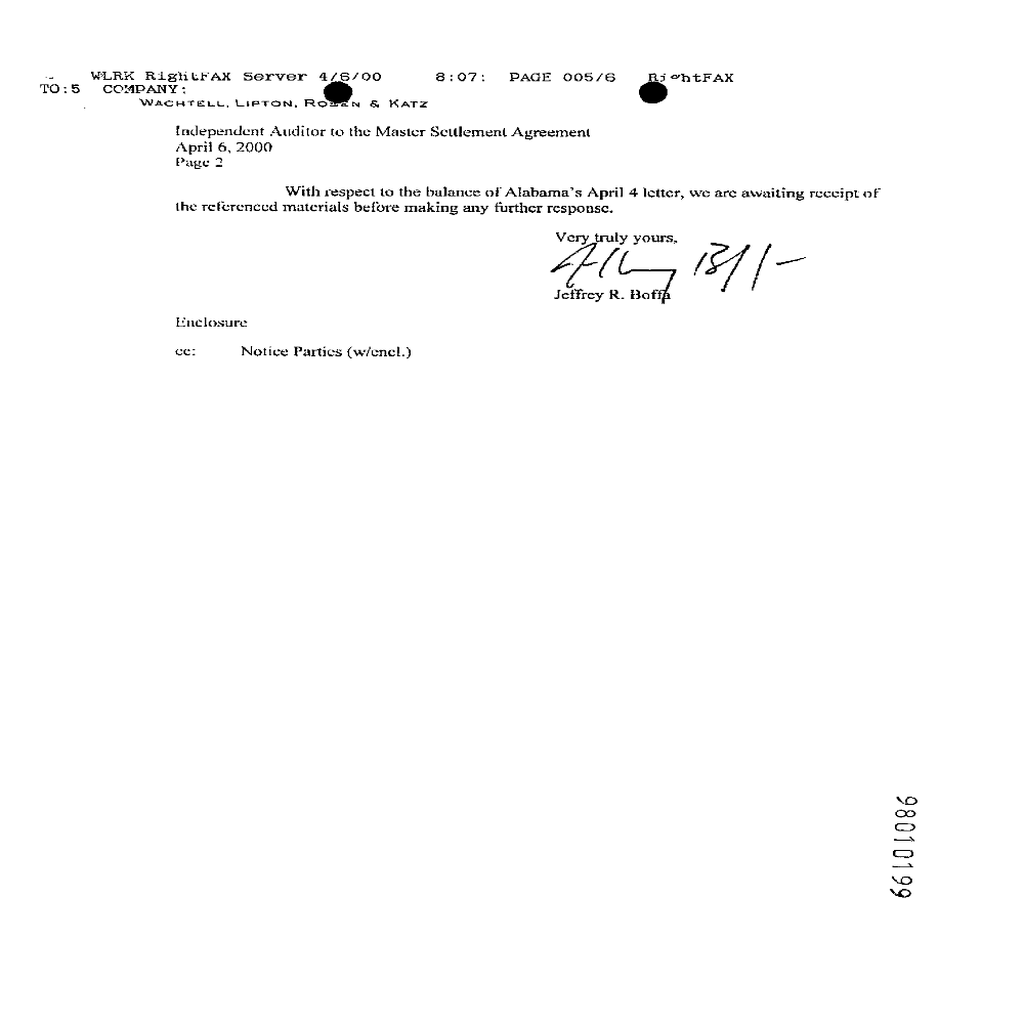 WLRK RightFAX Server 4/6/00 8:07: PAGE 005/6 RightFAX
TO:5 COMPANY:
WACHTELL, LIPTON, ROSEN & KATZ
Independent Auditor to the Master Settlement Agreement
April 6, 2000
Page 2
With respect to the balance of Alabama's April 4 letter, we are awaiting receipt of
the referenced materials before making any further response.
Very truly yours,
Jeffrey R. Boffa
Enclosure
cc: Notice Parties (w/encl.)
98010199